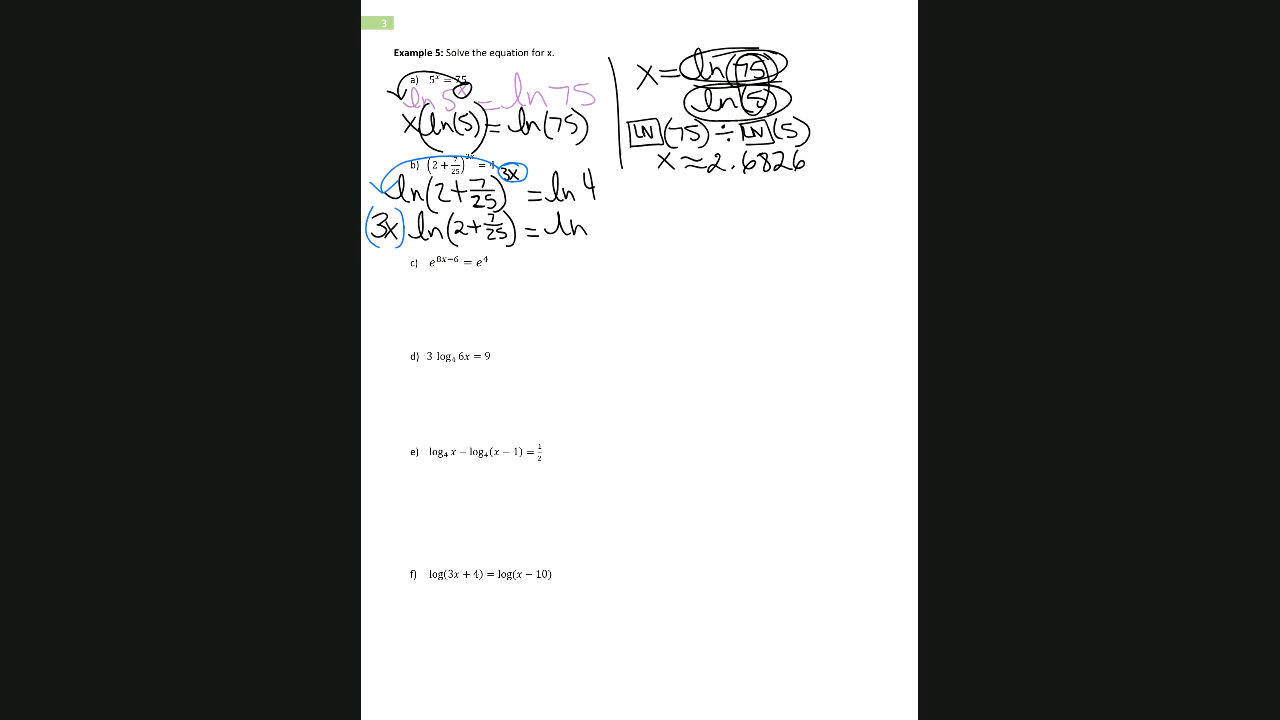 3
Example 5: Solve the equation for x.
a) 5^x = 75
ln 5^x = ln 75
x(ln(5)) = ln(75)
x = ln(75) / ln(5)
LN (75) ÷ LN (5)
x ≈ 2.6826
b) (2 + 7/25)^3x = 4
ln(2 + 7/25)^3x = ln 4
(3x) ln(2 + 7/25) = ln
c) e^8x−6 = e^4
d) 3 log₄ 6x = 9
e) log₄ x − log₄(x − 1) = 1/2
f) log(3x + 4) = log(x − 10)